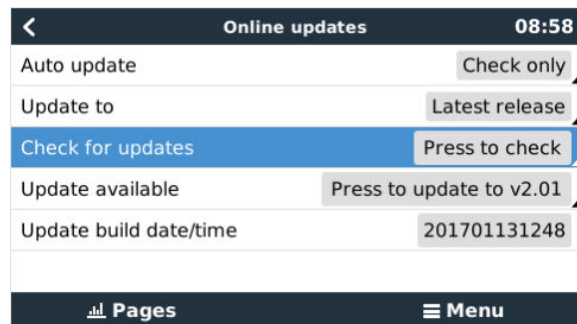 Online updates 08:58
Auto update Check only
Update to Latest release
Check for updates Press to check
Update available Press to update to v2.01
Update build date/time 201701131248
Pages Menu